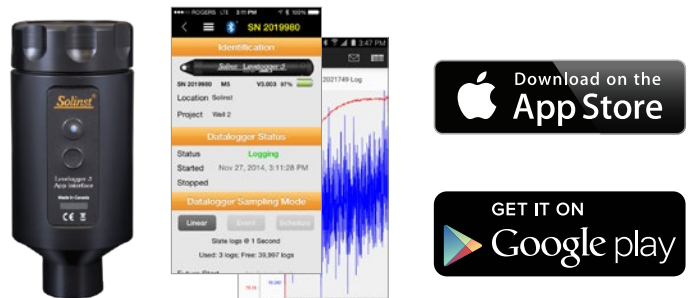 Solinst®
Levelogger 5
App Interface
Made in Canada
CE
ROGERS LTE 3:11 PM 100%
SN 2019980
Identification
Solinst Levelogger
SN 2019980 M5 V3.003 97%
Location Solinst
Project Well 2
Datalogger Status
Status Logging
Started Nov 27, 2014, 3:11:28 PM
Stopped
Datalogger Sampling Mode
Linear Event Schedule
Slate logs @ 1 Second
Used: 3 logs; Free: 39,997 logs
Future Start
3:47 PM
2021749-Log
Download on the
App Store
GET IT ON
Google play